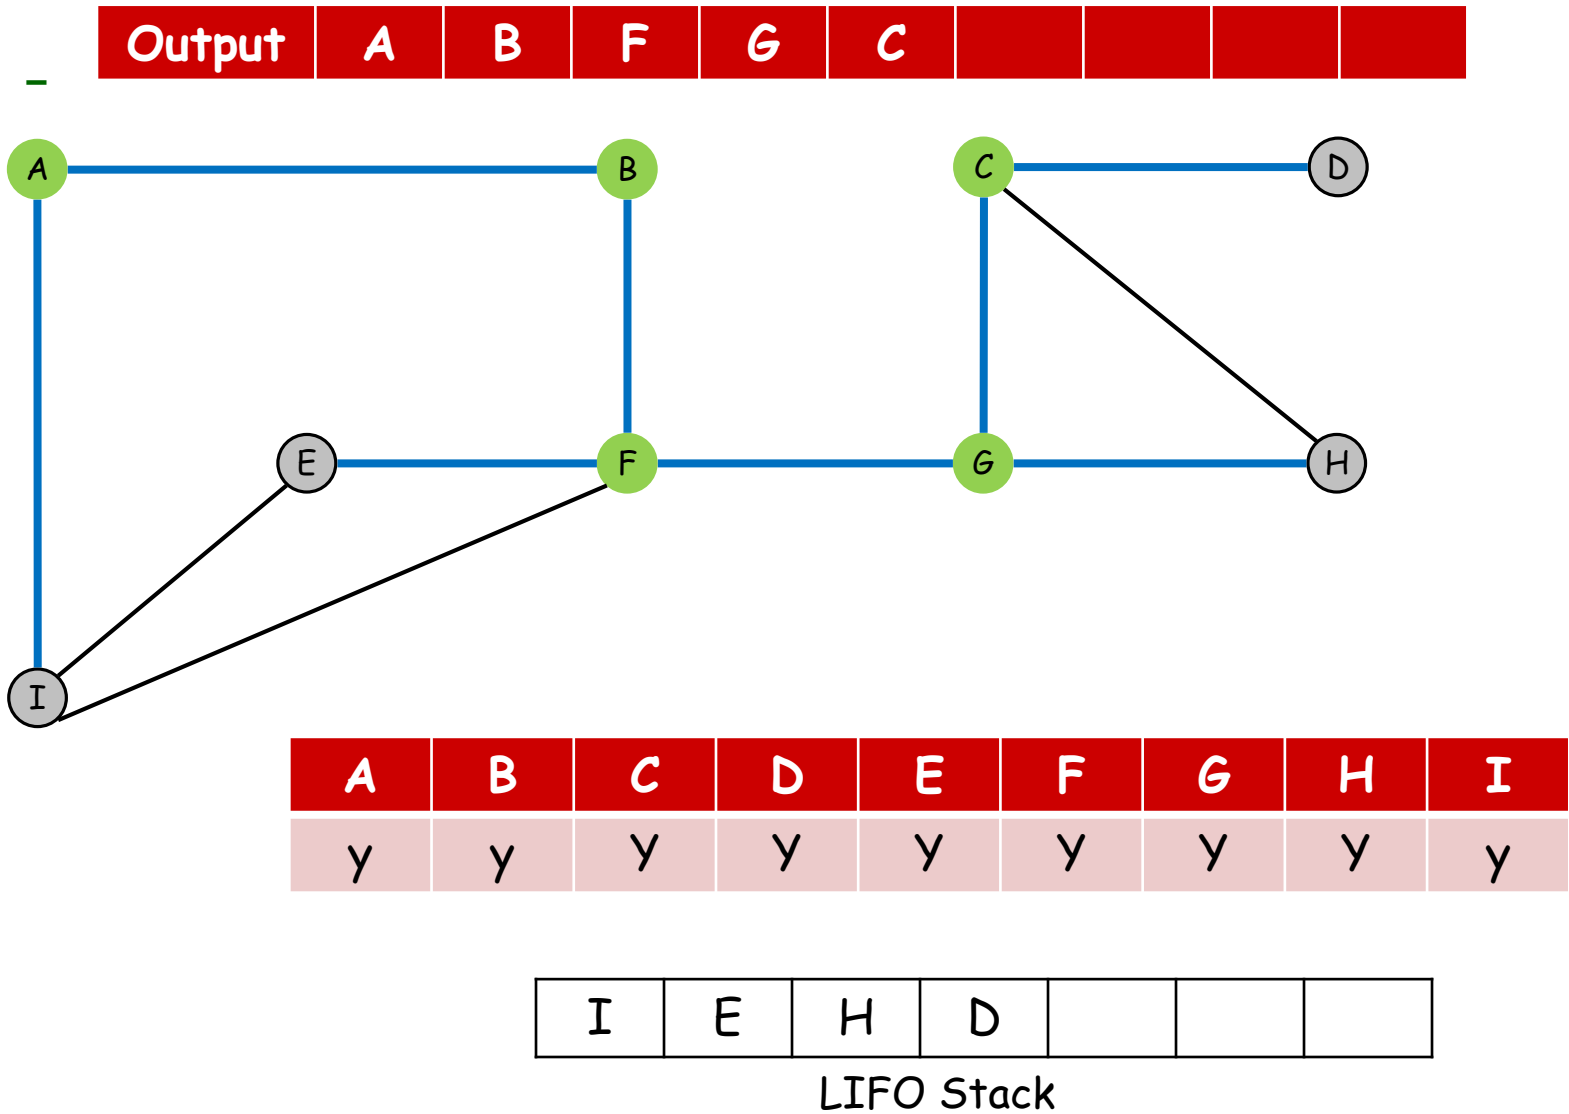 Output A B F G C
A B C D
E F G H
I
A B C D E F G H I
y y y y y y y y y
I E H D
LIFO Stack